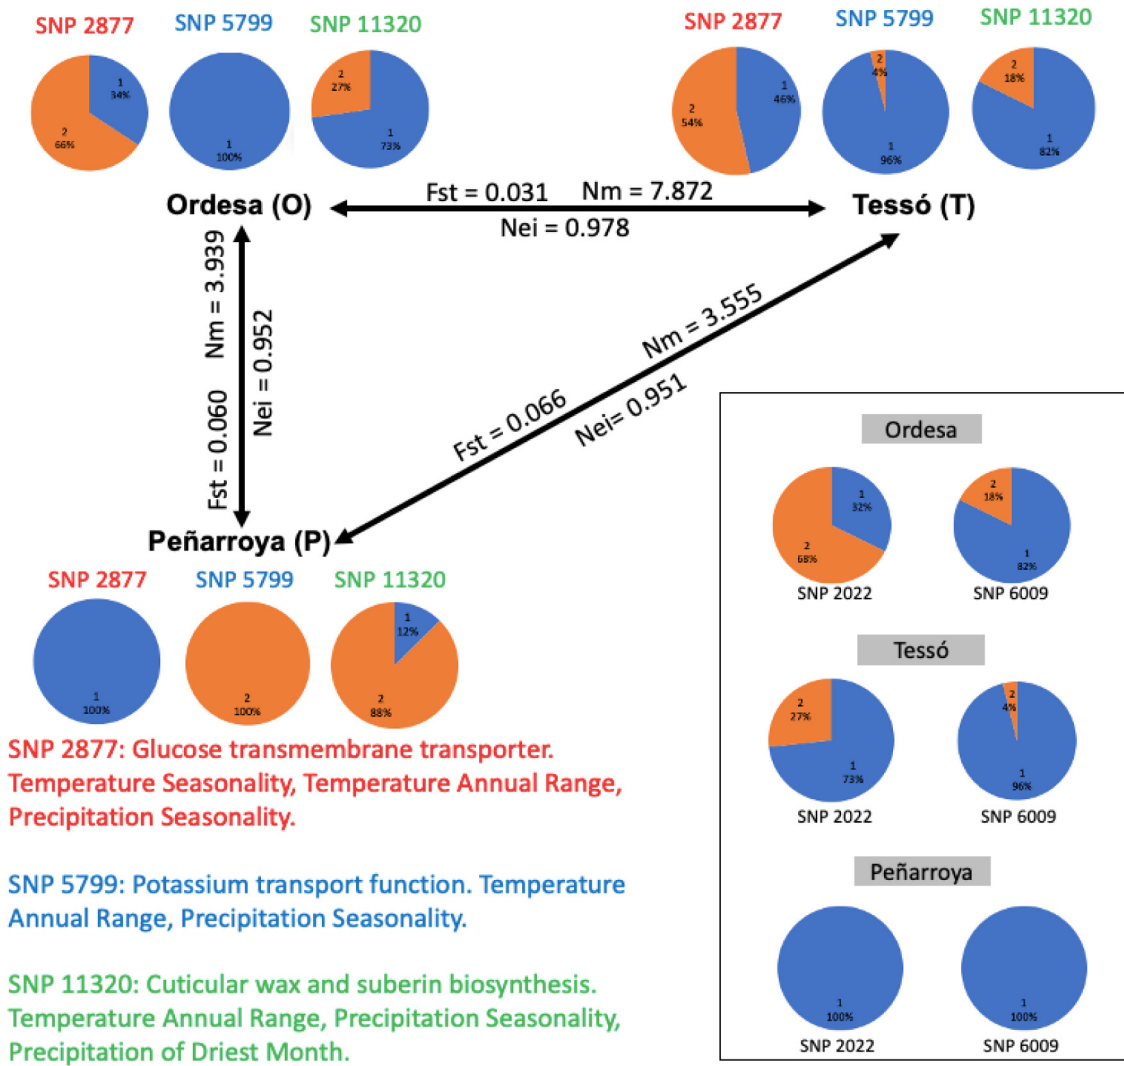 SNP 2877 SNP 5799 SNP 11320
1
34%
2
66%
1
100%
2
27%
1
73%
SNP 2877 SNP 5799 SNP 11320
1
46%
2
54%
2
4%
1
96%
2
18%
1
82%
Ordesa (O)
Fst = 0.031 Nm = 7.872
Nei = 0.978
Tessó (T)
Fst = 0.060 Nm = 3.939
Nei = 0.952
Fst = 0.066 Nm = 3.555
Nei= 0.951
Peñarroya (P)
SNP 2877 SNP 5799 SNP 11320
1
100%
2
100%
1
12%
2
88%
SNP 2877: Glucose transmembrane transporter.
Temperature Seasonality, Temperature Annual Range,
Precipitation Seasonality.
SNP 5799: Potassium transport function. Temperature
Annual Range, Precipitation Seasonality.
SNP 11320: Cuticular wax and suberin biosynthesis.
Temperature Annual Range, Precipitation Seasonality,
Precipitation of Driest Month.
Ordesa
1
32%
2
68%
2
18%
1
82%
SNP 2022 SNP 6009
Tessó
2
27%
1
73%
2
4%
1
96%
SNP 2022 SNP 6009
Peñarroya
1
100%
1
100%
SNP 2022 SNP 6009